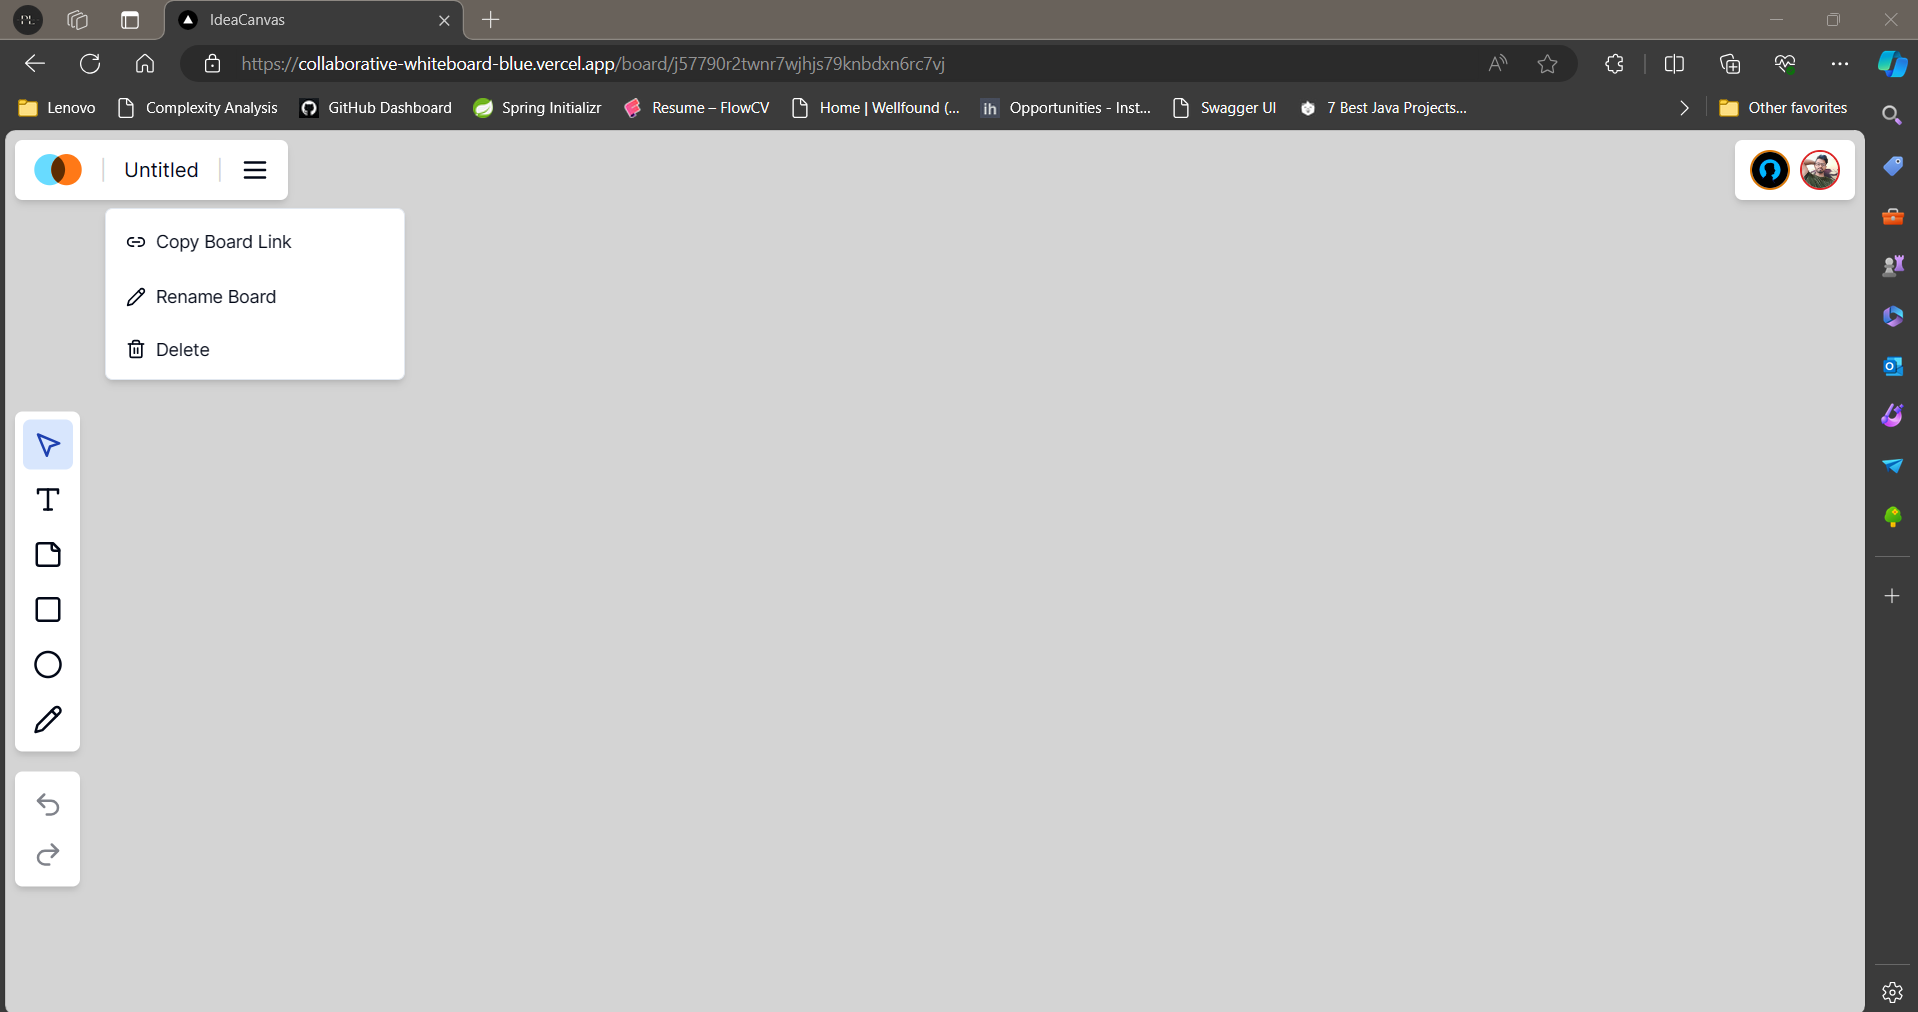 IdeaCanvas
https://collaborative-whiteboard-blue.vercel.app/board/j57790r2twnr7wjhjs79knbdxn6rc7vj
Lenovo Complexity Analysis GitHub Dashboard Spring Initializr Resume – FlowCV Home | Wellfound (... ih Opportunities - Inst... Swagger UI 7 Best Java Projects... Other favorites
Untitled
Copy Board Link
Rename Board
Delete